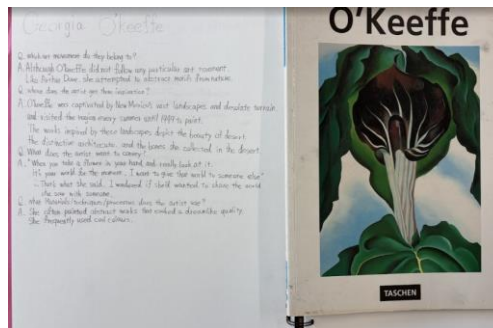 Georgia O'Keeffe
Q. What art movement do they belong to?
A. Although O'Keeffe did not follow any particular art movement.
Like Arthur Dove, she attempted to abstract motifs from nature.
Q. Where does the artist get their inspiration?
A. O'Keeffe was captivated by New Mexico's vast landscapes and desolate terrain,
and visited the region every summer until 1949 to paint.
The works inspired by these landscapes depict the beauty of desert,
the distinctive architecture, and the bones she collected in the desert.
Q. What does the artist want to convey?
A. "When you take a flower in your hand and really look at it,
it's your world for the moment. I want to give that world to someone else"
Think what she said. I wondered if she wanted to share the world
she saw with someone.
Q. What Materials/techniques/processes does the artist use?
A. She often painted abstract works that evoked a dreamlike quality.
She frequently used cool colours.
O'Keeffe
TASCHEN